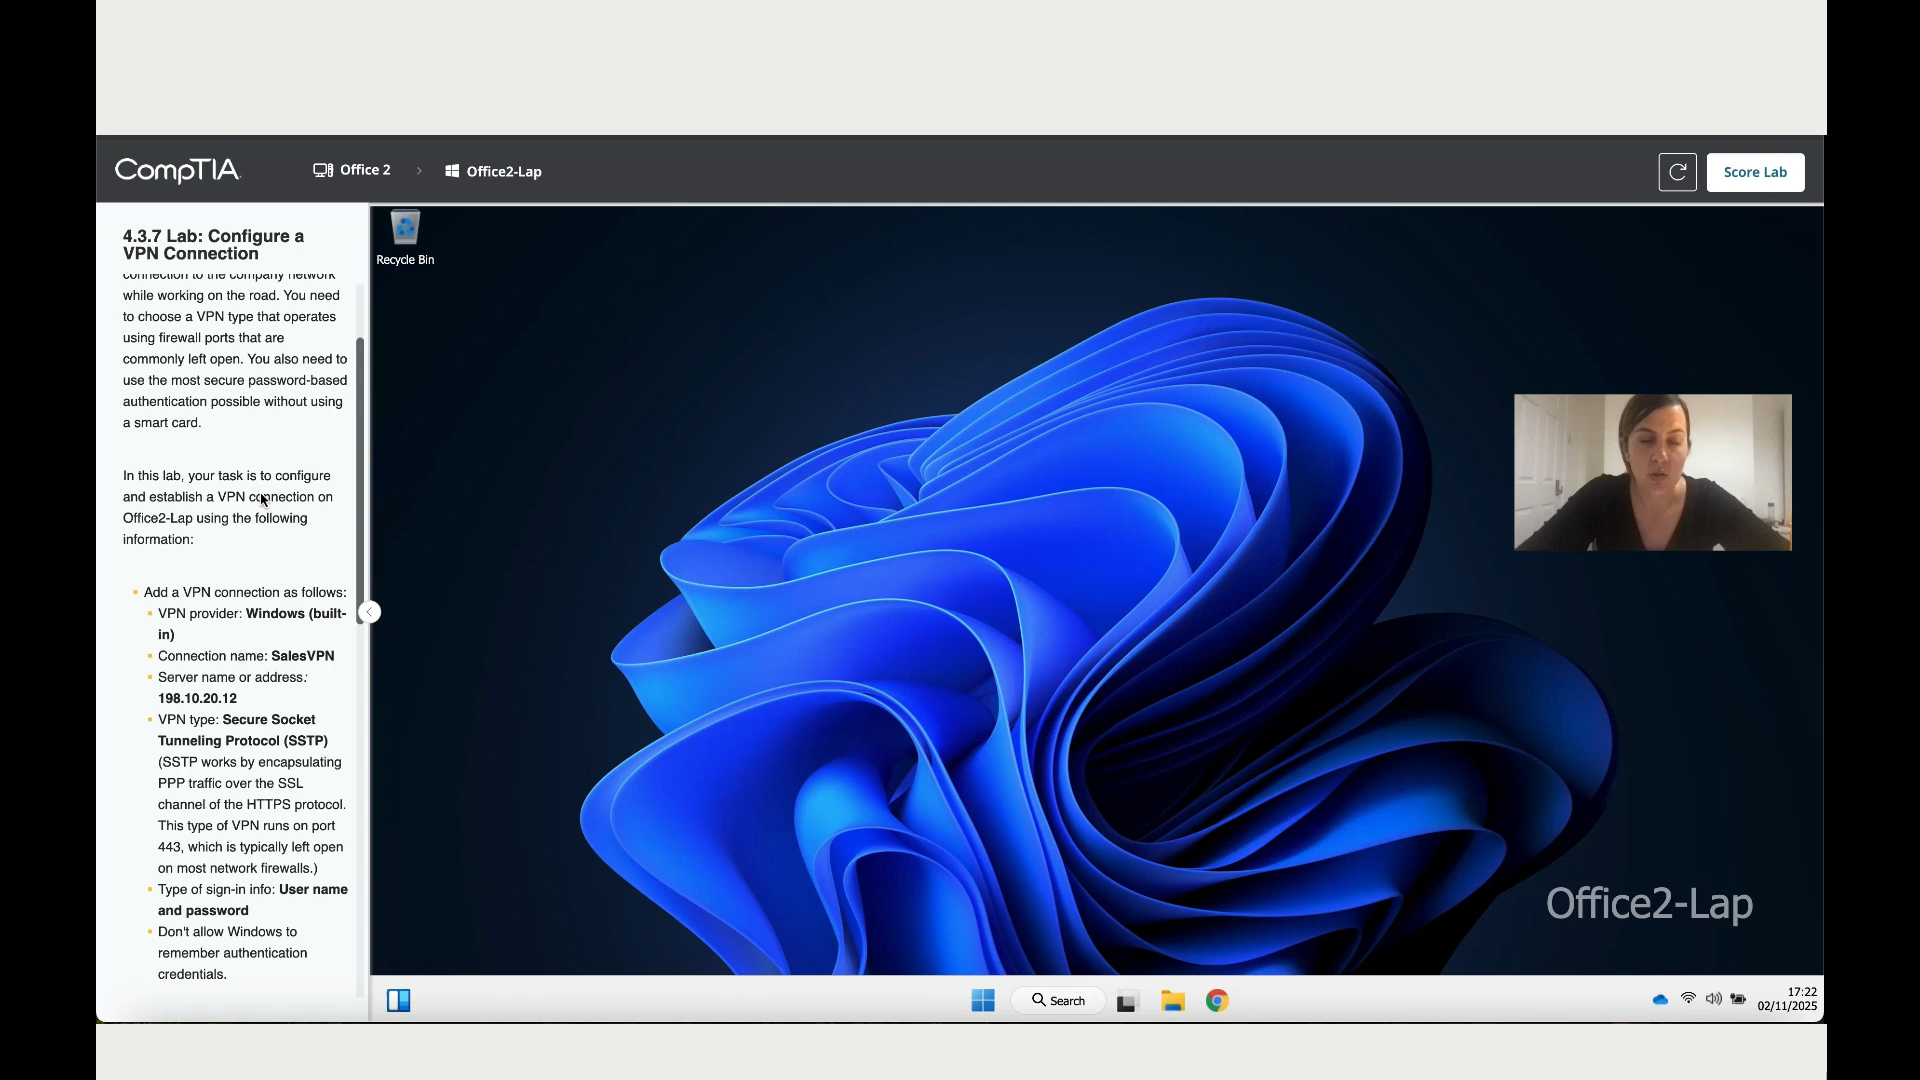 CompTIA.
Office 2
Office2-Lap
Score Lab
4.3.7 Lab: Configure a
VPN Connection
connection to the company network
while working on the road. You need
to choose a VPN type that operates
using firewall ports that are
commonly left open. You also need to
use the most secure password-based
authentication possible without using
a smart card.
In this lab, your task is to configure
and establish a VPN connection on
Office2-Lap using the following
information:
Add a VPN connection as follows:
VPN provider: Windows (built-
in)
Connection name: SalesVPN
Server name or address:
198.10.20.12
VPN type: Secure Socket
Tunneling Protocol (SSTP)
(SSTP works by encapsulating
PPP traffic over the SSL
channel of the HTTPS protocol.
This type of VPN runs on port
443, which is typically left open
on most network firewalls.)
Type of sign-in info: User name
and password
Don't allow Windows to
remember authentication
credentials.
Recycle Bin
Office2-Lap
Search
17:22
02/11/2025